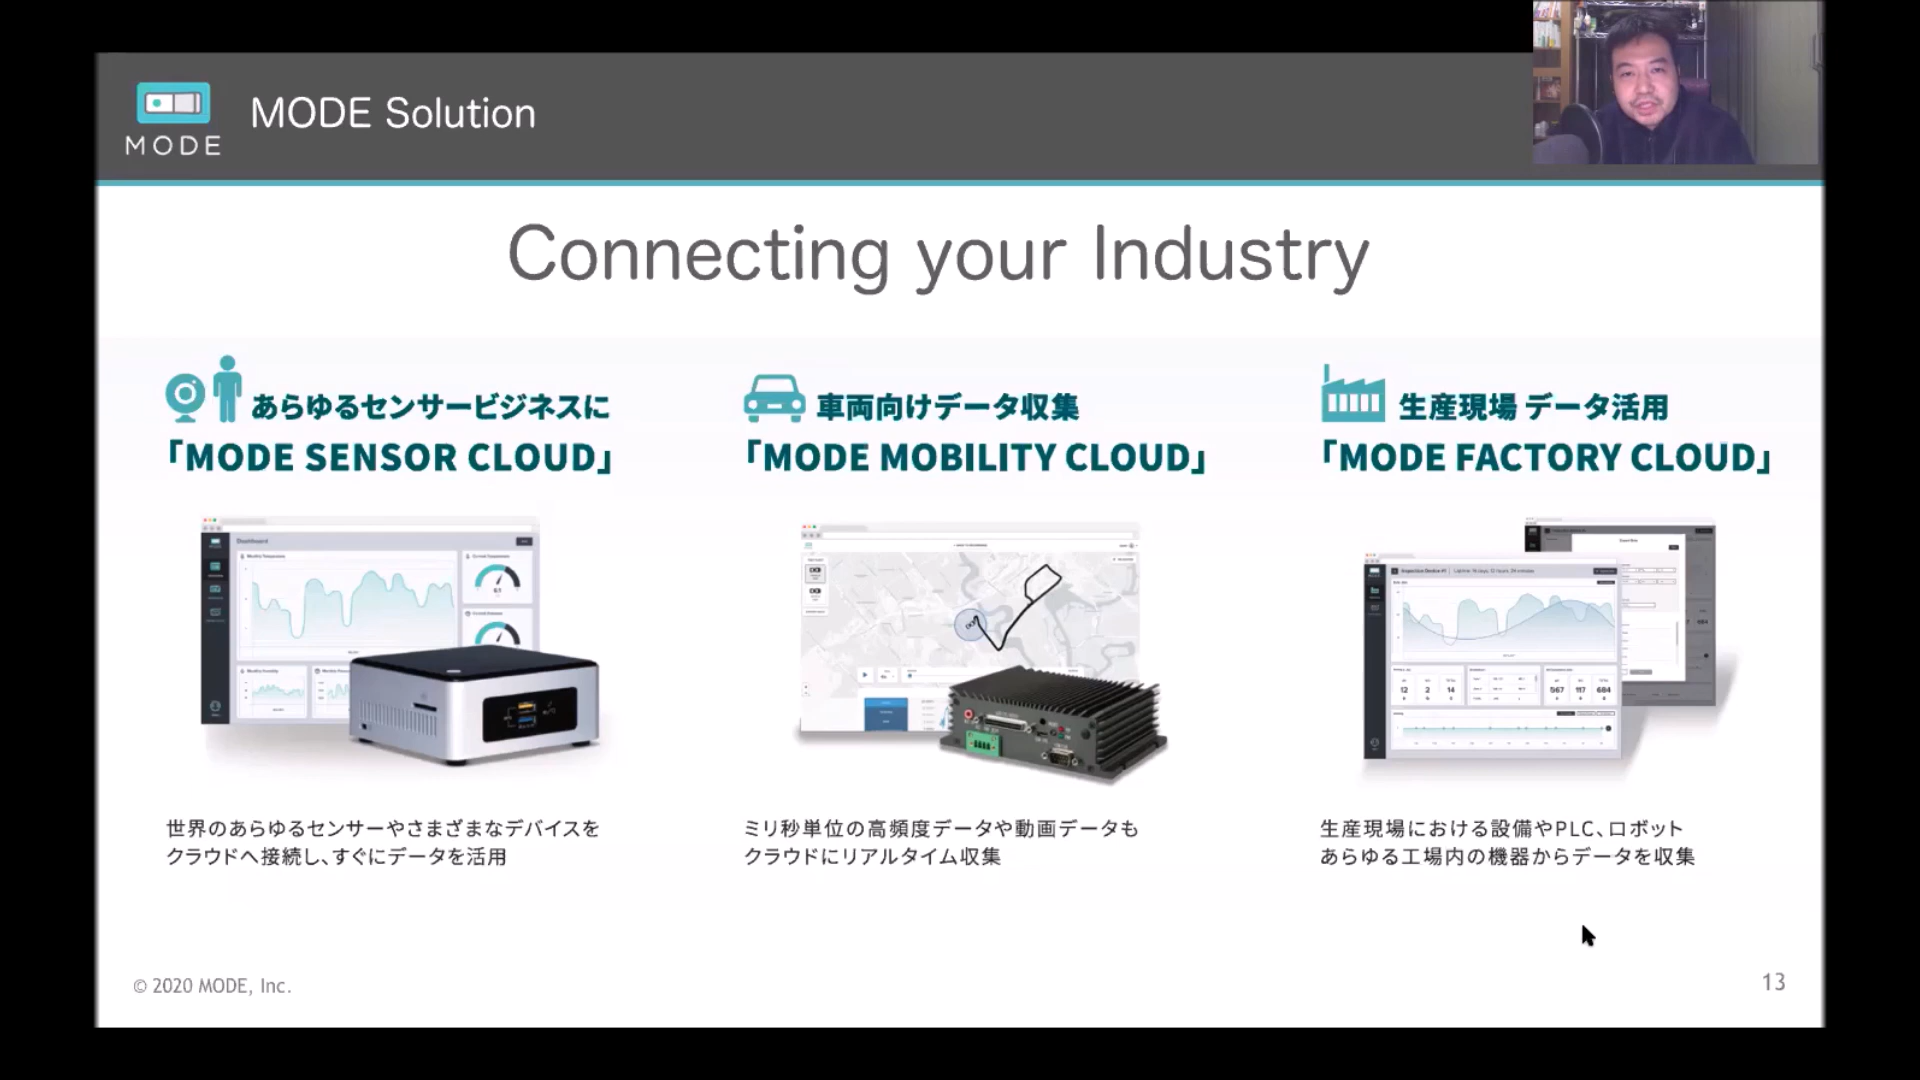 MODE
MODE Solution
Connecting your Industry
あらゆるセンサービジネスに
「MODE SENSOR CLOUD」
車両向けデータ収集
「MODE MOBILITY CLOUD」
生産現場 データ活用
「MODE FACTORY CLOUD」
Dashboard
世界のあらゆるセンサーやさまざまなデバイスを
クラウドへ接続し、すぐにデータを活用
ミリ秒単位の高頻度データや動画データも
クラウドにリアルタイム収集
生産現場における設備やPLC、ロボット
あらゆる工場内の機器からデータを収集
12 2 14
567 117 684
© 2020 MODE, Inc.
13